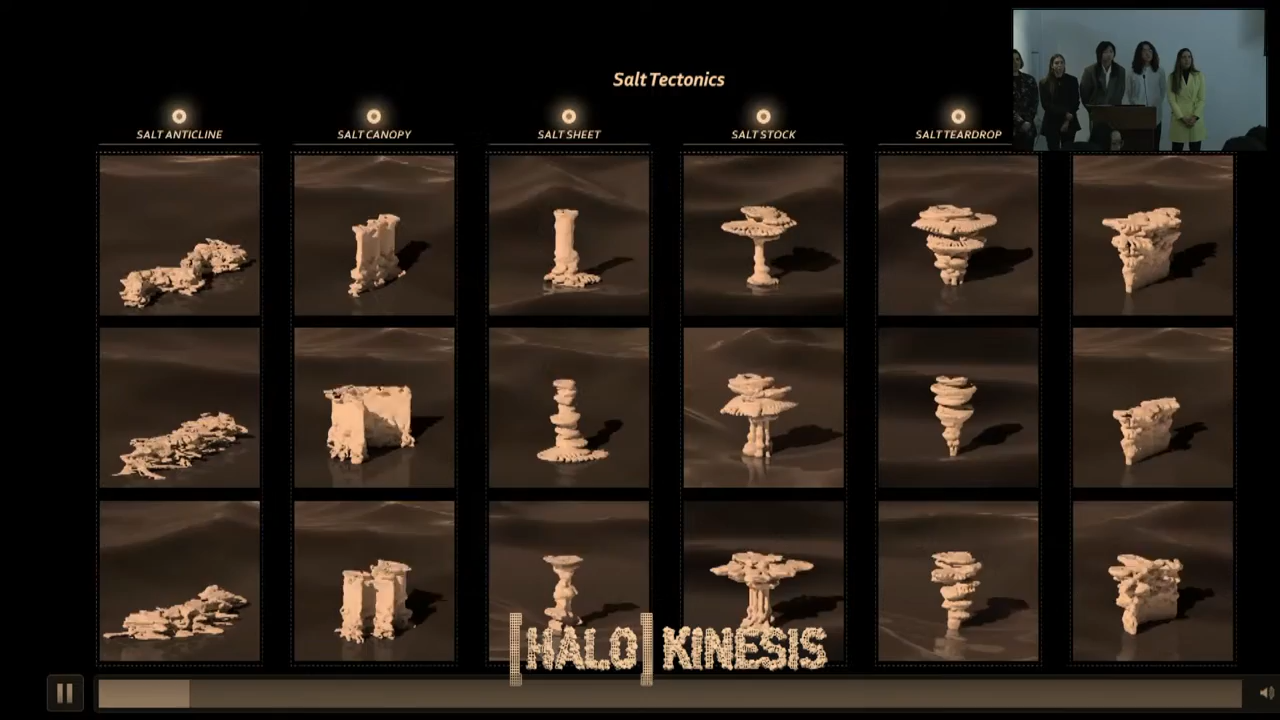 Salt Tectonics
SALT ANTICLINE
SALT CANOPY
SALT SHEET
SALT STOCK
SALT TEARDROP
[HALO] KINESIS